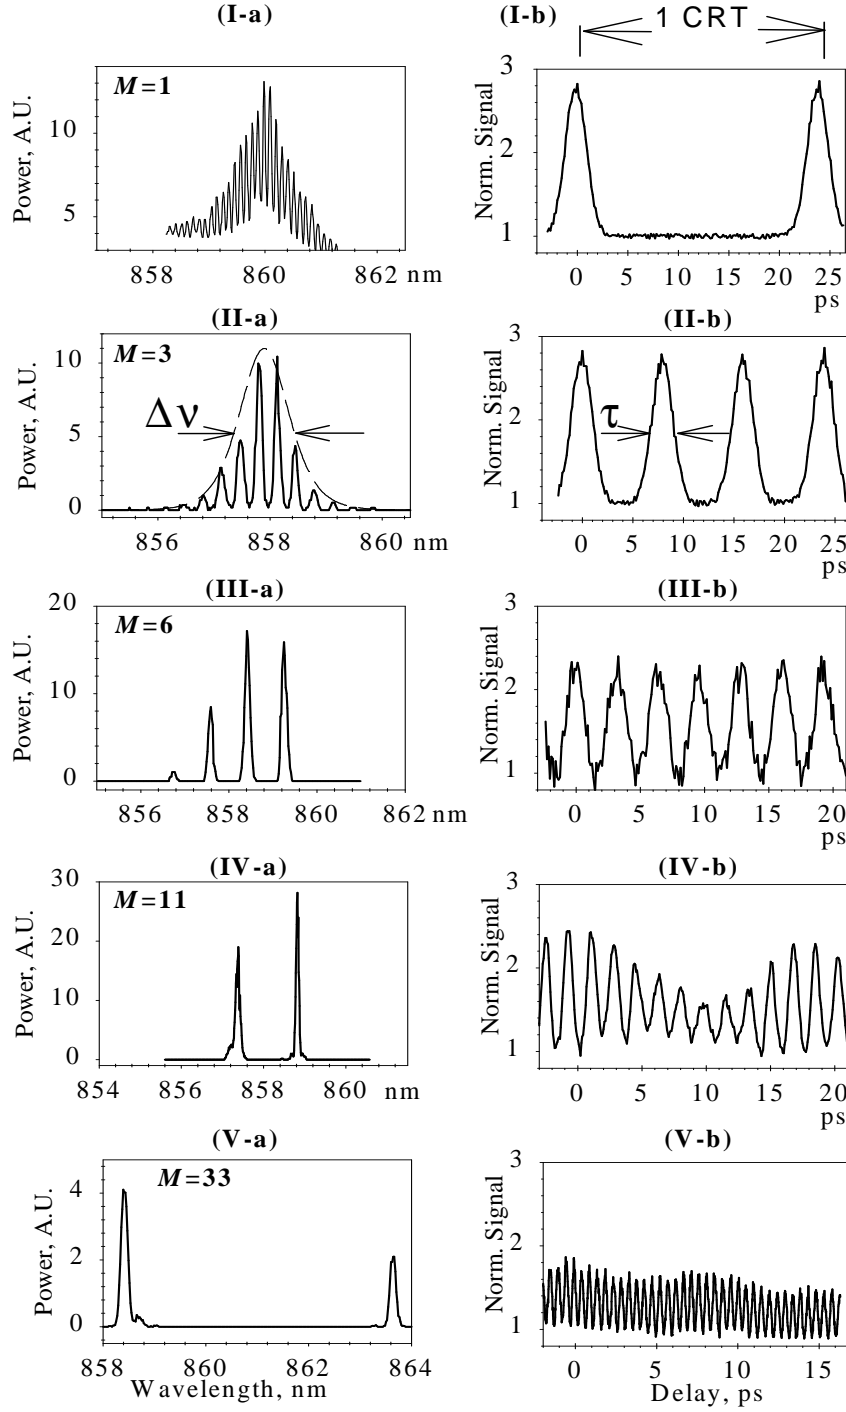 (I-a)
M=1
Power, A.U.
10
5
858 860 862 nm
(I-b)
1 CRT
Norm. Signal
3
2
1
0 5 10 15 20 25
ps
(II-a)
M=3
Δν
Power, A.U.
10
5
0
856 858 860 nm
(II-b)
τ
Norm. Signal
3
2
1
0 5 10 15 20 25
ps
(III-a)
M=6
Power, A.U.
20
10
0
856 858 860 862 nm
(III-b)
Norm. Signal
3
2
1
0 5 10 15 20
ps
(IV-a)
M=11
Power, A.U.
30
20
10
0
854 856 858 860 nm
(IV-b)
Norm. Signal
3
2
1
0 5 10 15 20
ps
(V-a)
M=33
Power, A.U.
4
2
0
858 860 862 864
Wavelength, nm
(V-b)
Norm. Signal
3
2
1
0 5 10 15
Delay, ps